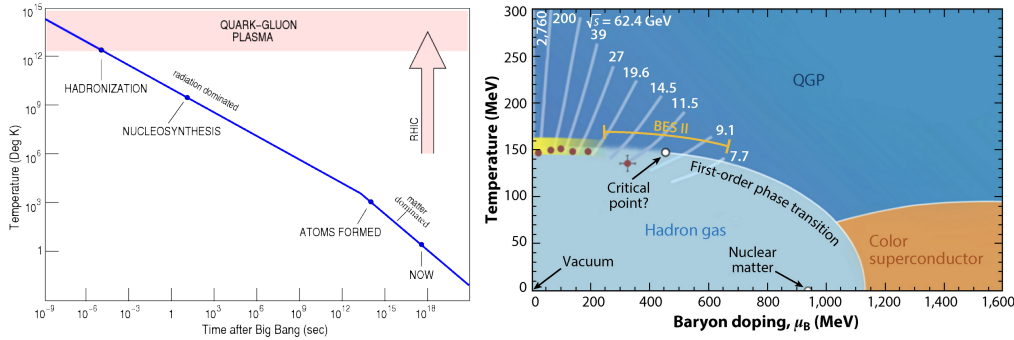 10^15
10^12
10^9
10^6
10^3
1
Temperature (Deg K)
QUARK–GLUON
PLASMA
HADRONIZATION
radiation dominated
NUCLEOSYNTHESIS
RHIC
matter
dominated
ATOMS FORMED
NOW
10^-9
10^-6
10^-3
1
10^3
10^6
10^9
10^12
10^15
10^18
Time after Big Bang (sec)
300
250
200
150
100
50
0
Temperature (MeV)
2,760
200
√s = 62.4 GeV
39
27
19.6
14.5
11.5
9.1
7.7
QGP
BES II
Critical
point?
First-order phase transition
Hadron gas
Vacuum
Nuclear
matter
Color
superconductor
0
200
400
600
800
1,000
1,200
1,400
1,600
Baryon doping, μB (MeV)